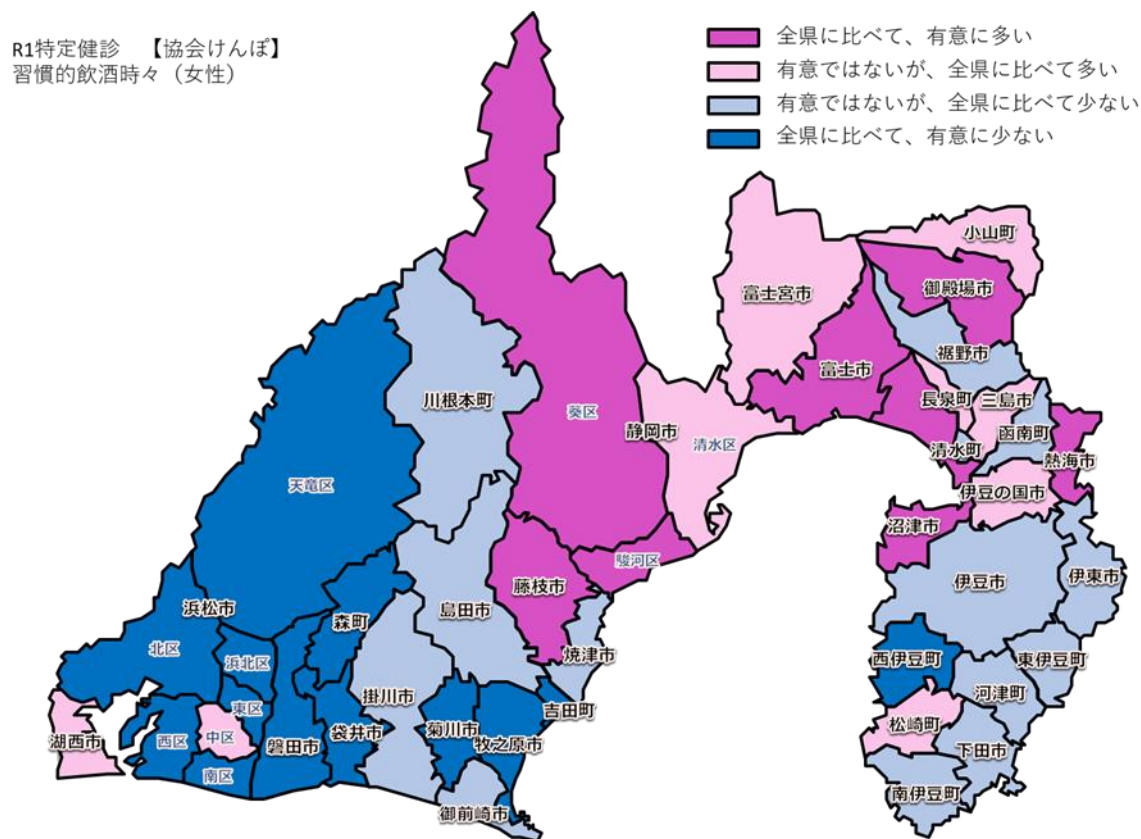 R1特定健診　【協会けんぽ】
習慣的飲酒時々（女性）
全県に比べて、有意に多い
有意ではないが、全県に比べて多い
有意ではないが、全県に比べて少ない
全県に比べて、有意に少ない
小山町
御殿場市
富士宮市
裾野市
富士市
長泉町
三島市
川根本町
葵区
静岡市
清水区
清水町
函南町
熱海市
天竜区
伊豆の国市
沼津市
駿河区
藤枝市
伊豆市
伊東市
浜松市
森町
島田市
北区
浜北区
焼津市
西伊豆町
東伊豆町
掛川市
河津町
東区
吉田町
湖西市
西区
中区
磐田市
袋井市
菊川市
牧之原市
松崎町
下田市
南区
御前崎市
南伊豆町